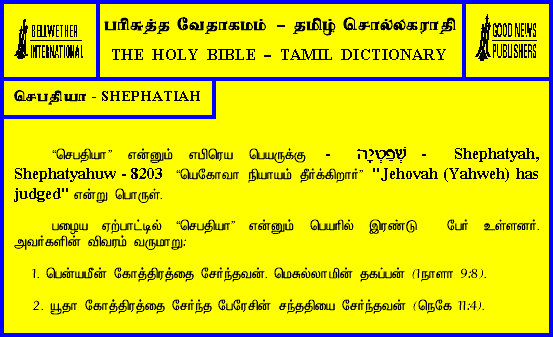 BELLWETHER
INTERNATIONAL
பரிசுத்த வேதாகமம் – தமிழ் சொல்லகராதி
THE HOLY BIBLE – TAMIL DICTIONARY
GOOD NEWS
PUBLISHERS
செபதியா - SHEPHATIAH
“செபதியா” என்னும் எபிரெய பெயருக்கு - שְׁפַטְיָה - Shephatyah,
Shephatyahuw - 8203 “யெகோவா நியாயம் தீர்க்கிறார்” "Jehovah (Yahweh) has
judged" என்று பொருள்.
பழைய ஏற்பாட்டில் “செபதியா” என்னும் பெயரில் இரண்டு பேர் உள்ளனர்.
அவர்களின் விவரம் வருமாறு:
1. பென்யமீன் கோத்திரத்தை சேர்ந்தவன். மெசுல்லாமின் தகப்பன் (1நாளா 9:8).
2. யூதா கோத்திரத்தை சேர்ந்த பேரேசின் சந்ததியை சேர்ந்தவன் (நெகே 11:4).